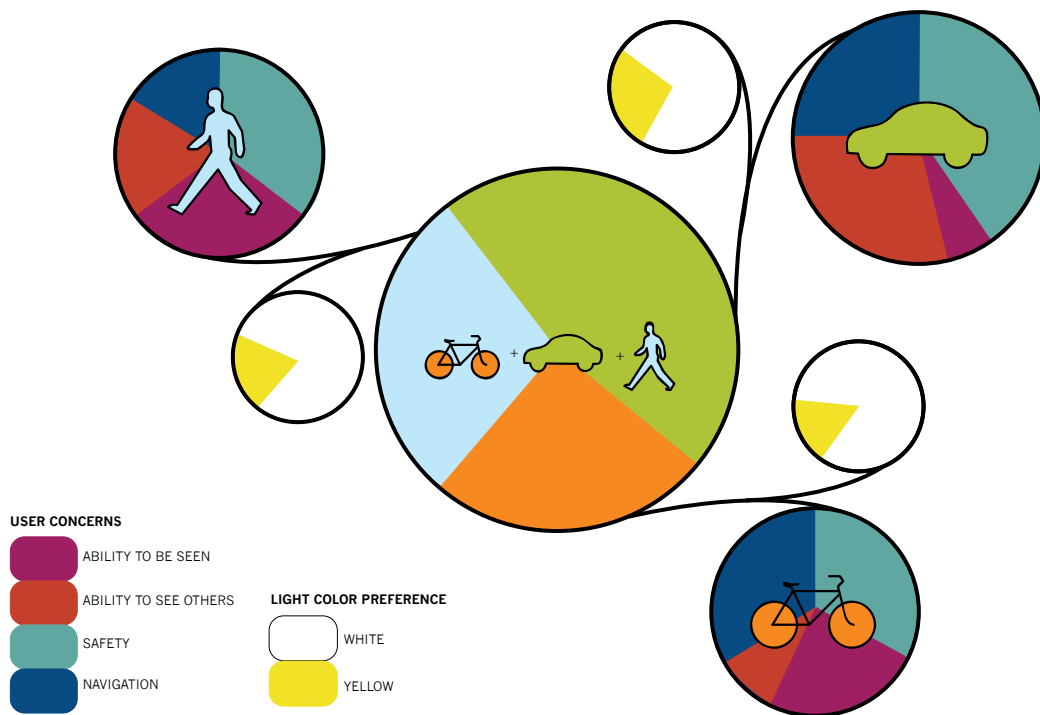 +
+
USER CONCERNS
ABILITY TO BE SEEN
ABILITY TO SEE OTHERS
SAFETY
NAVIGATION
LIGHT COLOR PREFERENCE
WHITE
YELLOW